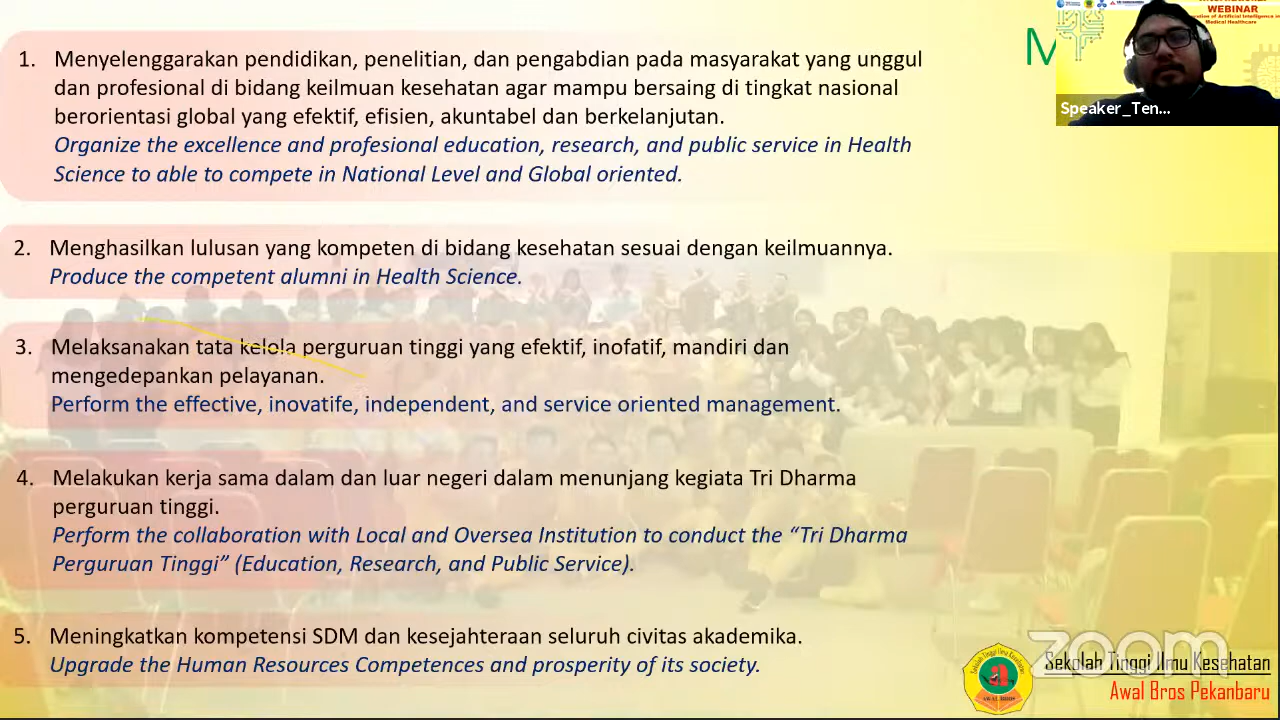 M
WEBINAR
Medical Healthcare
Speaker_Ten...
1. Menyelenggarakan pendidikan, penelitian, dan pengabdian pada masyarakat yang unggul
dan profesional di bidang keilmuan kesehatan agar mampu bersaing di tingkat nasional
berorientasi global yang efektif, efisien, akuntabel dan berkelanjutan.
Organize the excellence and profesional education, research, and public service in Health
Science to able to compete in National Level and Global oriented.
2. Menghasilkan lulusan yang kompeten di bidang kesehatan sesuai dengan keilmuannya.
Produce the competent alumni in Health Science.
3. Melaksanakan tata kelola perguruan tinggi yang efektif, inofatif, mandiri dan
mengedepankan pelayanan.
Perform the effective, inovatife, independent, and service oriented management.
4. Melakukan kerja sama dalam dan luar negeri dalam menunjang kegiata Tri Dharma
perguruan tinggi.
Perform the collaboration with Local and Oversea Institution to conduct the “Tri Dharma
Perguruan Tinggi” (Education, Research, and Public Service).
5. Meningkatkan kompetensi SDM dan kesejahteraan seluruh civitas akademika.
Upgrade the Human Resources Competences and prosperity of its society.
zoom
Sekolah Tinggi Ilmu Kesehatan
Awal Bros Pekanbaru